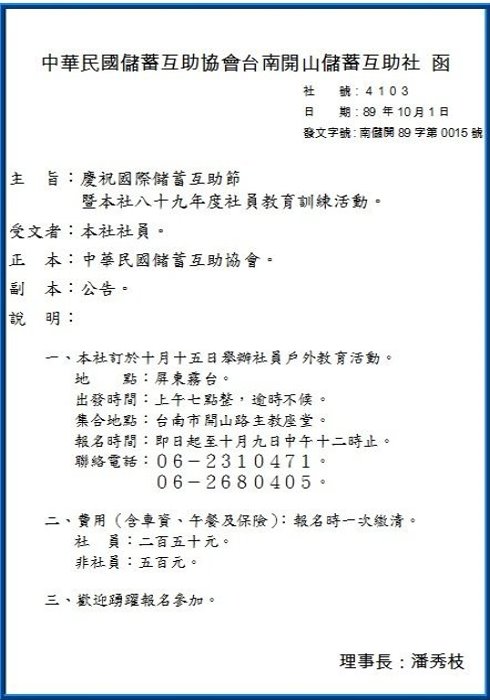 中華民國儲蓄互助協會台南開山儲蓄互助社 函
社　　號：４１０３
日　　期：89 年 10 月 1 日
發文字號：南儲開 89 字第 0015 號
主　旨：慶祝國際儲蓄互助節
暨本社八十九年度社員教育訓練活動。
受文者：本社社員。
正　本：中華民國儲蓄互助協會。
副　本：公告。
說　明：
一、本社訂於十月十五日舉辦社員戶外教育活動。
地　　點：屏東霧台。
出發時間：上午七點整，逾時不候。
集合地點：台南市開山路主教座堂。
報名時間：即日起至十月九日中午十二時止。
聯絡電話：０６－２３１０４７１。
０６－２６８０４０５。
二、費用（含車資、午餐及保險）：報名時一次繳清。
社　員：二百五十元。
非社員：五百元。
三、歡迎踴躍報名參加。
理事長：潘秀枝